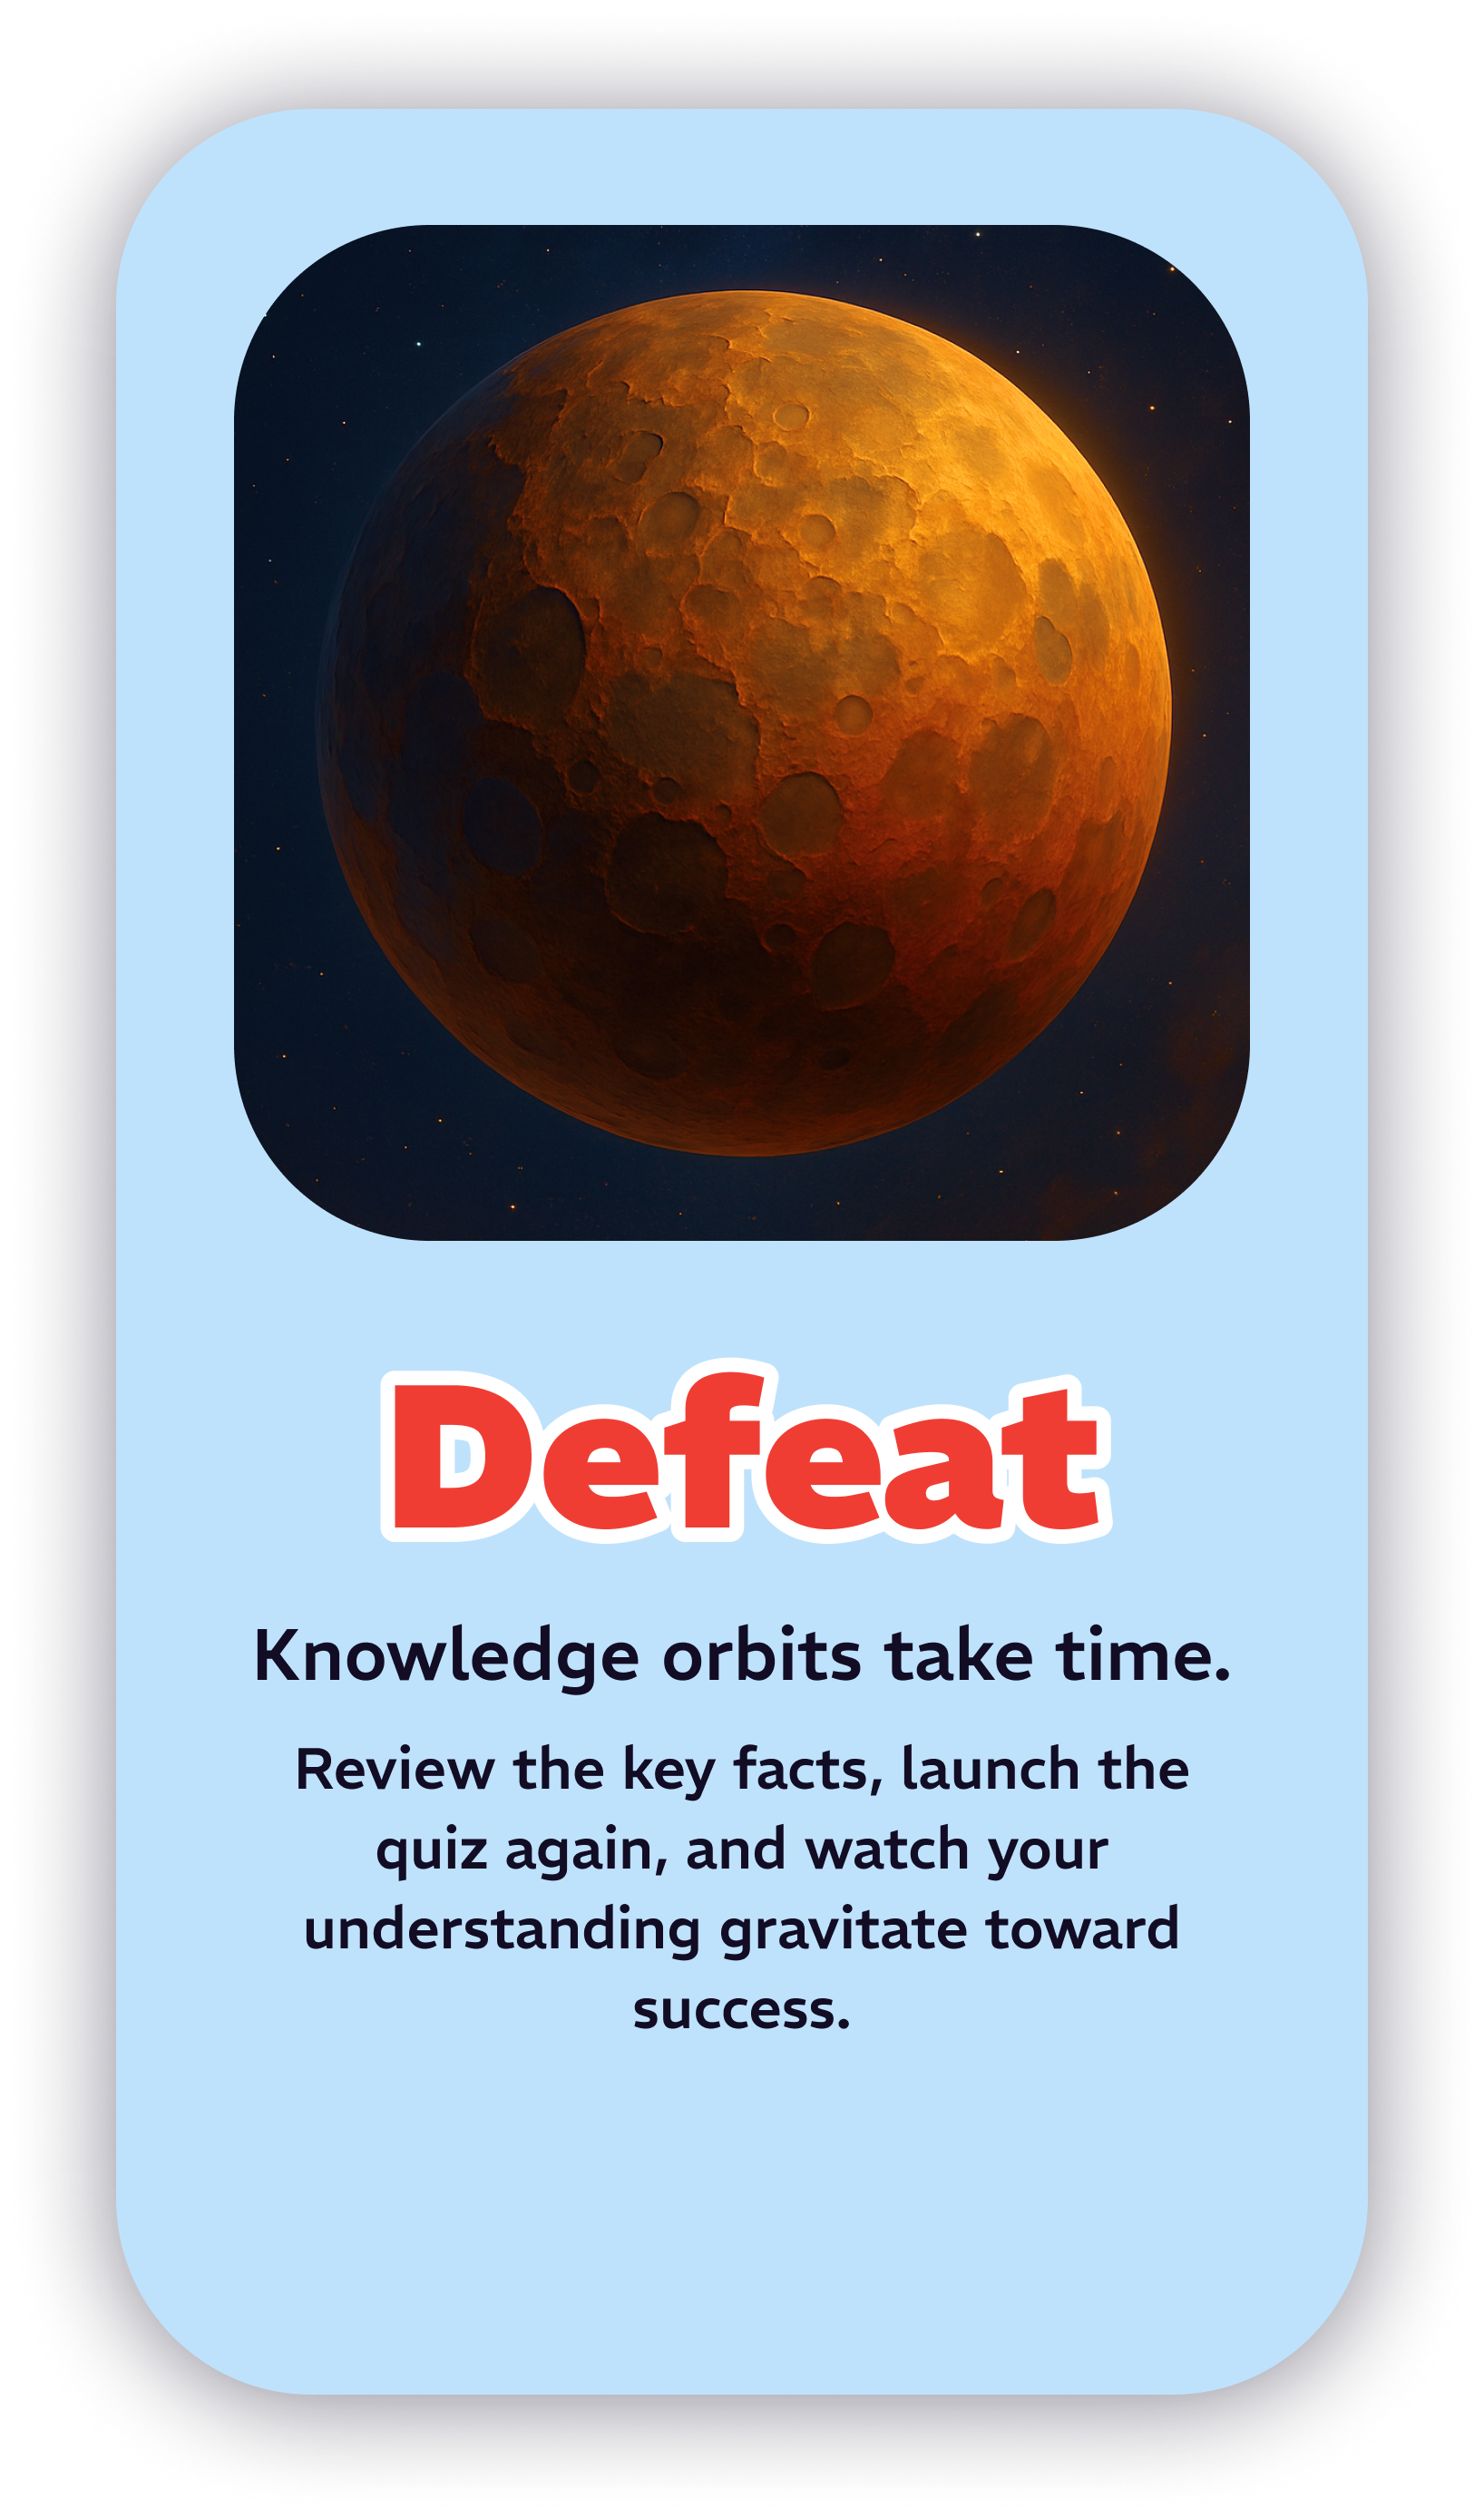 Defeat
Knowledge orbits take time.
Review the key facts, launch the
quiz again, and watch your
understanding gravitate toward
success.